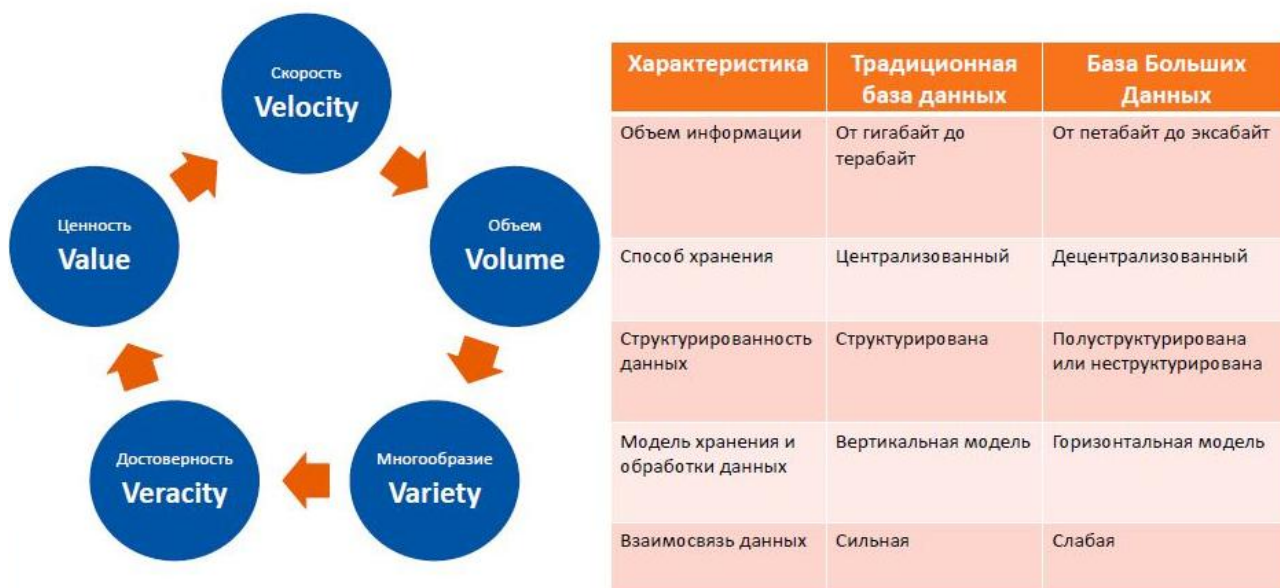 Скорость
Velocity
Объем
Volume
Многообразие
Variety
Достоверность
Veracity
Ценность
Value
Характеристика
Традиционная
база данных
База Больших
Данных
Объем информации
От гигабайт до
терабайт
От петабайт до эксабайт
Способ хранения
Централизованный
Децентрализованный
Структурированность
данных
Структурирована
Полуструктурирована
или неструктурирована
Модель хранения и
обработки данных
Вертикальная модель
Горизонтальная модель
Взаимосвязь данных
Сильная
Слабая